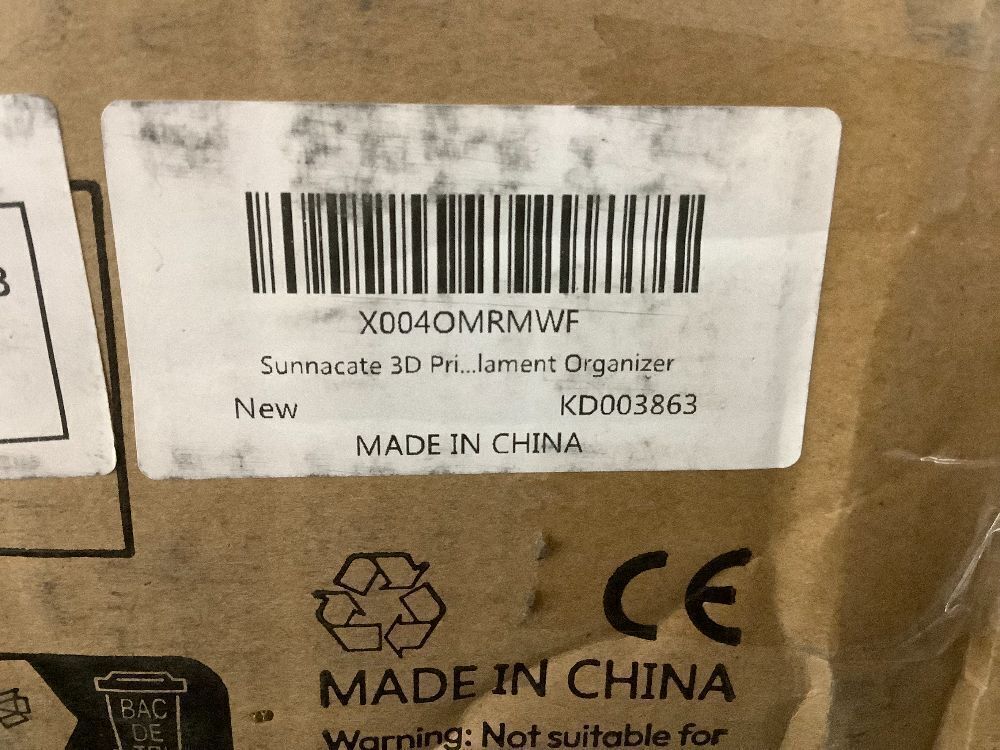 X004OMRMWF
Sunnacate 3D Pri...lament Organizer
New KD003863
MADE IN CHINA
CE
MADE IN CHINA
Warning: Not suitable for
BAC
DE